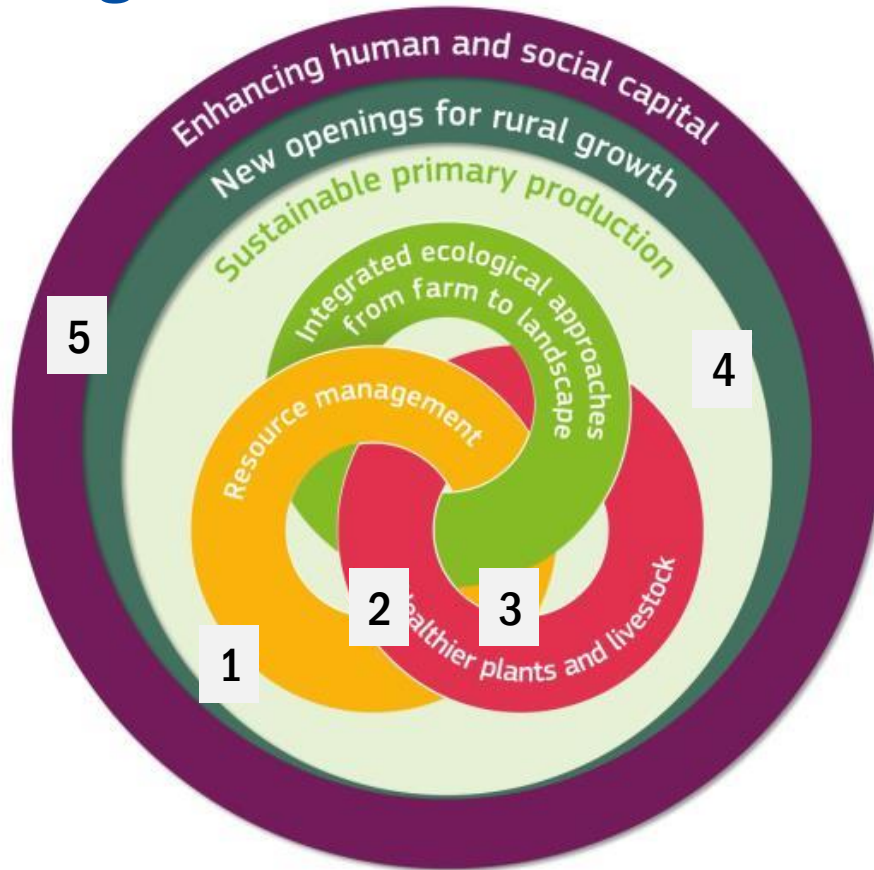 Enhancing human and social capital
New openings for rural growth
Sustainable primary production
Integrated ecological approaches
from farm to landscape
Resource management
ealthier plants and livestock
5
4
2
3
1